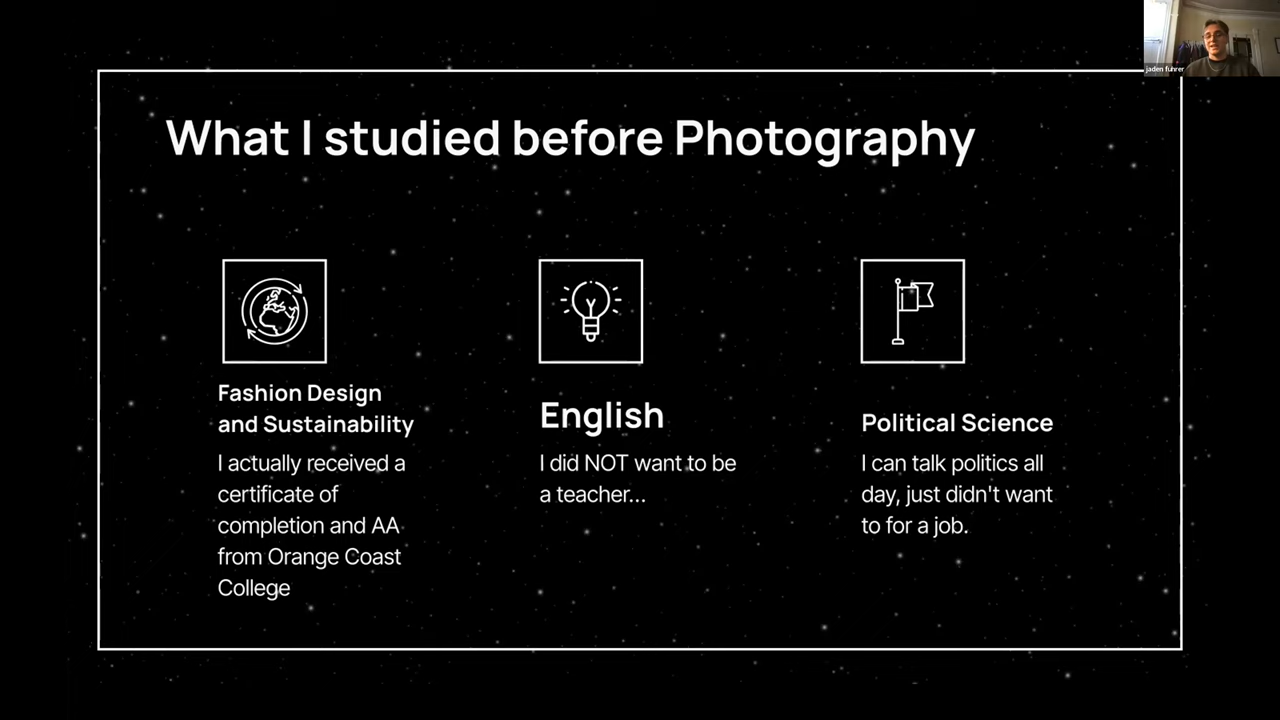 jaden fuhrer
What I studied before Photography
Fashion Design
and Sustainability
I actually received a
certificate of
completion and AA
from Orange Coast
College
English
I did NOT want to be
a teacher...
Political Science
I can talk politics all
day, just didn't want
to for a job.